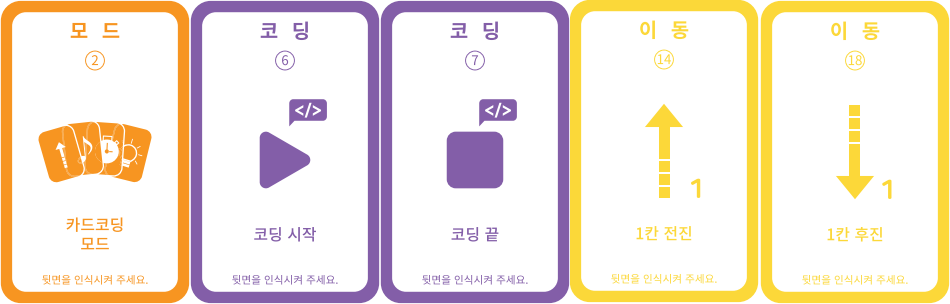 모 드
②
카드코딩
모드
뒷면을 인식시켜 주세요.
코 딩
⑥
</>
코딩 시작
뒷면을 인식시켜 주세요.
코 딩
⑦
</>
코딩 끝
뒷면을 인식시켜 주세요.
이 동
⑭
1
1칸 전진
뒷면을 인식시켜 주세요.
이 동
⑱
1
1칸 후진
뒷면을 인식시켜 주세요.